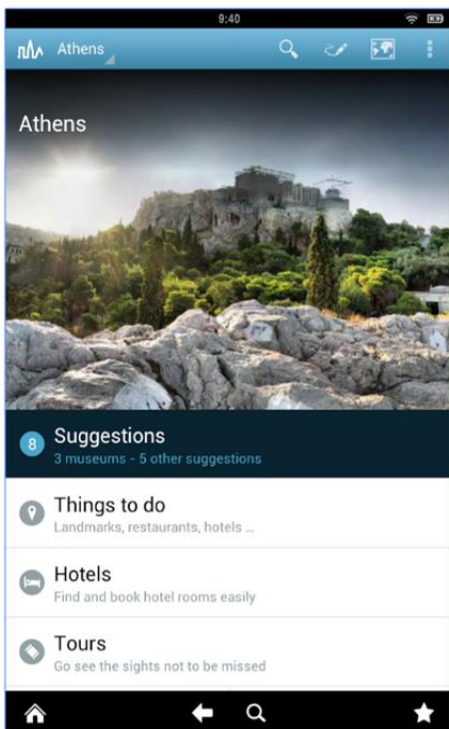 9:40
Athens
Athens
8
Suggestions
3 museums - 5 other suggestions
Things to do
Landmarks, restaurants, hotels ...
Hotels
Find and book hotel rooms easily
Tours
Go see the sights not to be missed